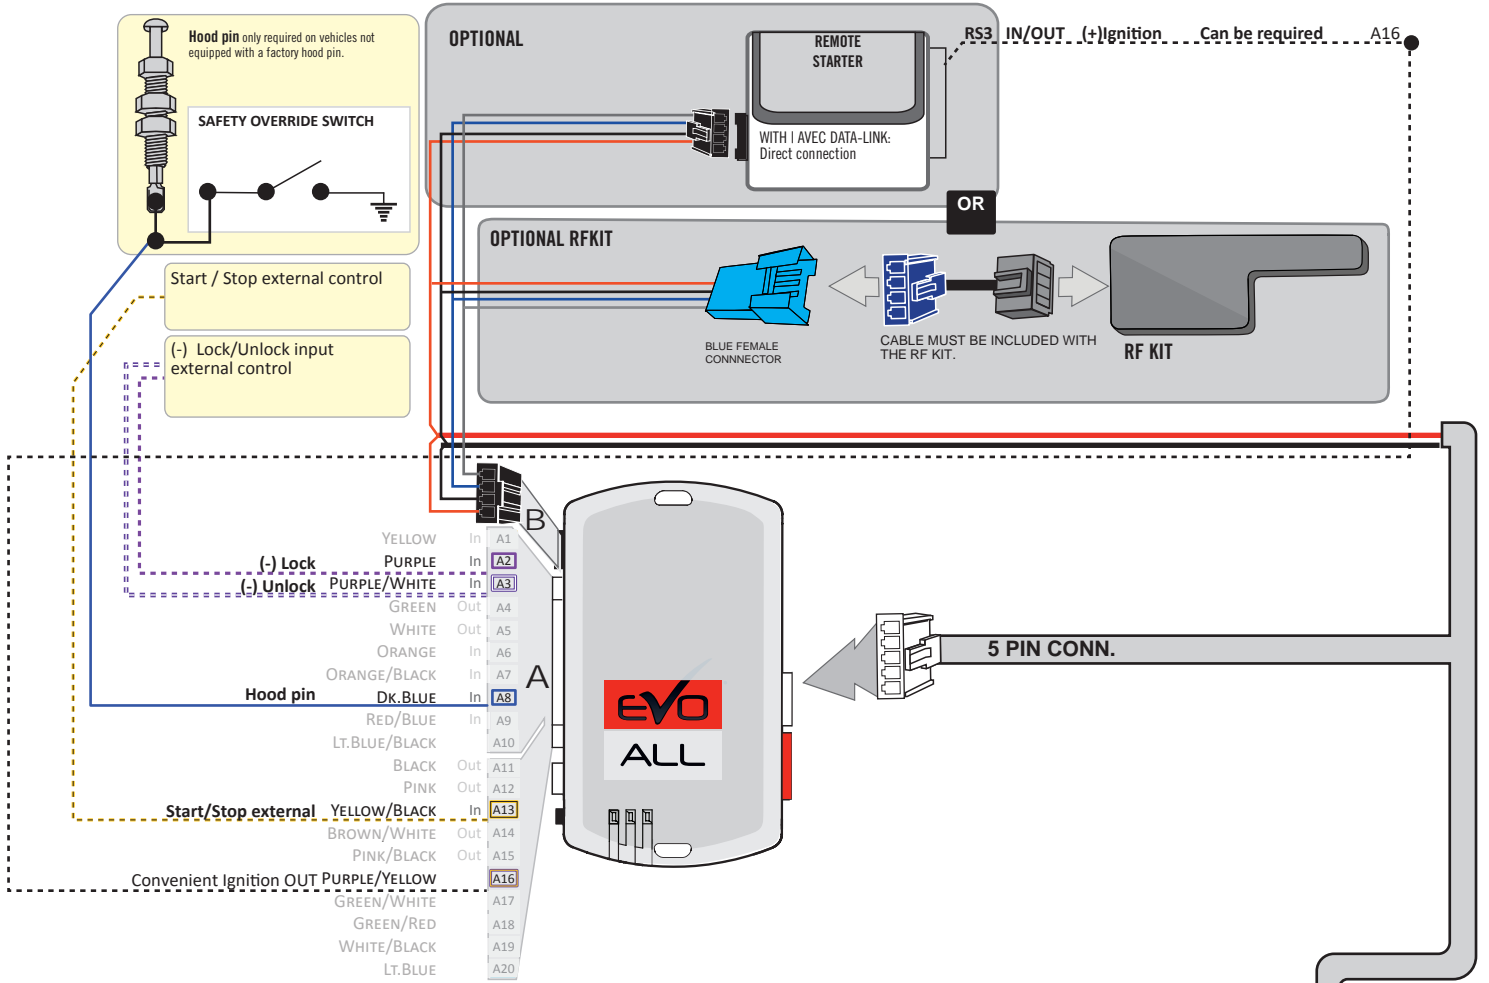 Hood pin only required on vehicles not
equipped with a factory hood pin.
SAFETY OVERRIDE SWITCH
OPTIONAL
REMOTE
STARTER
WITH | AVEC DATA-LINK:
Direct connection
RS3 IN/OUT (+)Ignition Can be required A16
OR
OPTIONAL RFKIT
BLUE FEMALE
CONNNECTOR
CABLE MUST BE INCLUDED WITH
THE RF KIT.
RF KIT
Start / Stop external control
(-) Lock/Unlock input
external control
B
A
YELLOW In A1
(-) Lock PURPLE In A2
(-) Unlock PURPLE/WHITE In A3
GREEN Out A4
WHITE Out A5
ORANGE In A6
ORANGE/BLACK In A7
Hood pin DK.BLUE In A8
RED/BLUE In A9
LT.BLUE/BLACK A10
BLACK Out A11
PINK Out A12
Start/Stop external YELLOW/BLACK In A13
BROWN/WHITE Out A14
PINK/BLACK Out A15
Convenient Ignition OUT PURPLE/YELLOW A16
GREEN/WHITE A17
GREEN/RED A18
WHITE/BLACK A19
LT.BLUE A20
EVO
ALL
5 PIN CONN.